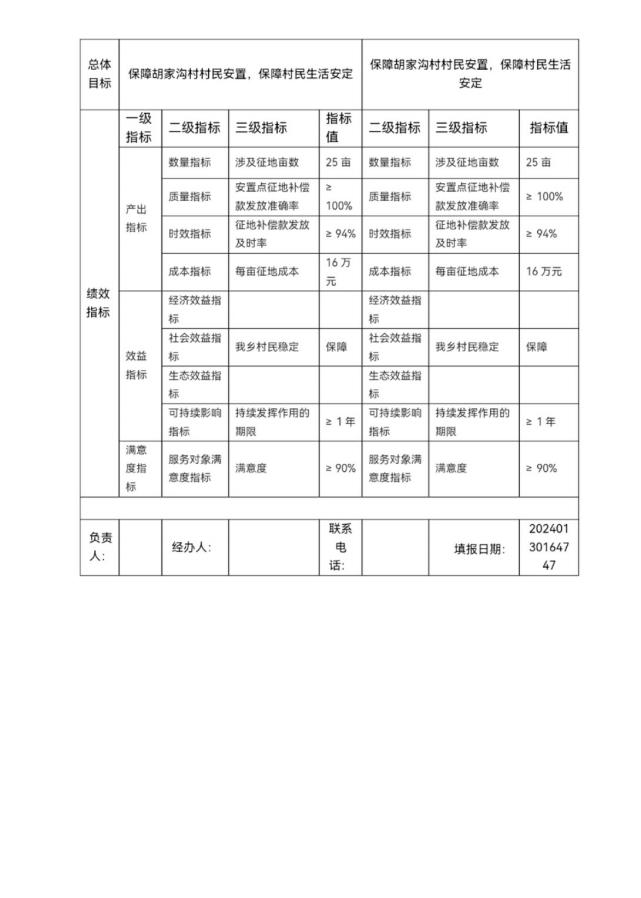 总体
目标
保障胡家沟村村民安置，保障村民生活安定
保障胡家沟村村民安置，保障村民生活
安定
绩效
指标
一级
指标
二级指标
三级指标
指标
值
二级指标
三级指标
指标值
产出
指标
数量指标
涉及征地亩数
25 亩
数量指标
涉及征地亩数
25 亩
质量指标
安置点征地补偿
款发放准确率
≥
100%
质量指标
安置点征地补偿
款发放准确率
≥ 100%
时效指标
征地补偿款发放
及时率
≥ 94%
时效指标
征地补偿款发放
及时率
≥ 94%
成本指标
每亩征地成本
16 万
元
成本指标
每亩征地成本
16 万元
效益
指标
经济效益指
标
经济效益指
标
社会效益指
标
我乡村民稳定
保障
社会效益指
标
我乡村民稳定
保障
生态效益指
标
生态效益指
标
可持续影响
指标
持续发挥作用的
期限
≥ 1 年
可持续影响
指标
持续发挥作用的
期限
≥ 1 年
满意
度指
标
服务对象满
意度指标
满意度
≥ 90%
服务对象满
意度指标
满意度
≥ 90%
负责
人：
经办人：
联系
电
话：
填报日期：
202401
301647
47